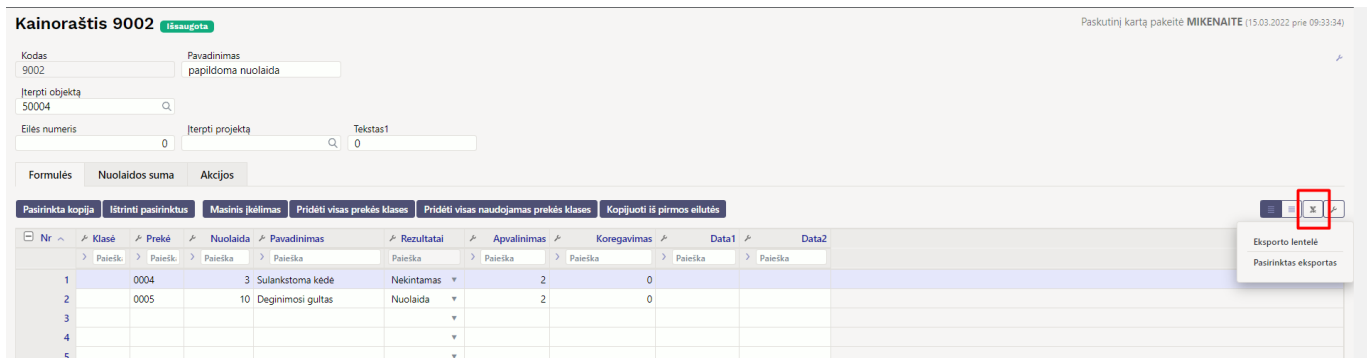 Kainoraštis 9002 Išsaugota
Paskutinį kartą pakeitė MIKENAITE (15.03.2022 prie 09:33:34)
Kodas Pavadinimas
9002 papildoma nuolaida
Įterpti objektą
50004
Eilės numeris Įterpti projektą Tekstas1
0 0
Formulės Nuolaidos suma Akcijos
Pasirinkta kopija Ištrinti pasirinktus Masinis įkėlimas Pridėti visas prekės klases Pridėti visas naudojamas prekės klases Kopijuoti iš pirmos eilutės
Nr Klasė Prekė Nuolaida Pavadinimas Rezultatai Apvalinimas Koregavimas Data1 Data2
Paiešk Paiešk Paieška Paieška Paieška Paieška Paieška Paieška Paieška
1 0004 3 Sulankstoma kėdė Nekintamas 2 0
2 0005 10 Deginimosi gultas Nuolaida 2 0
3
4
5
Eksporto lentelė
Pasirinktas eksportas